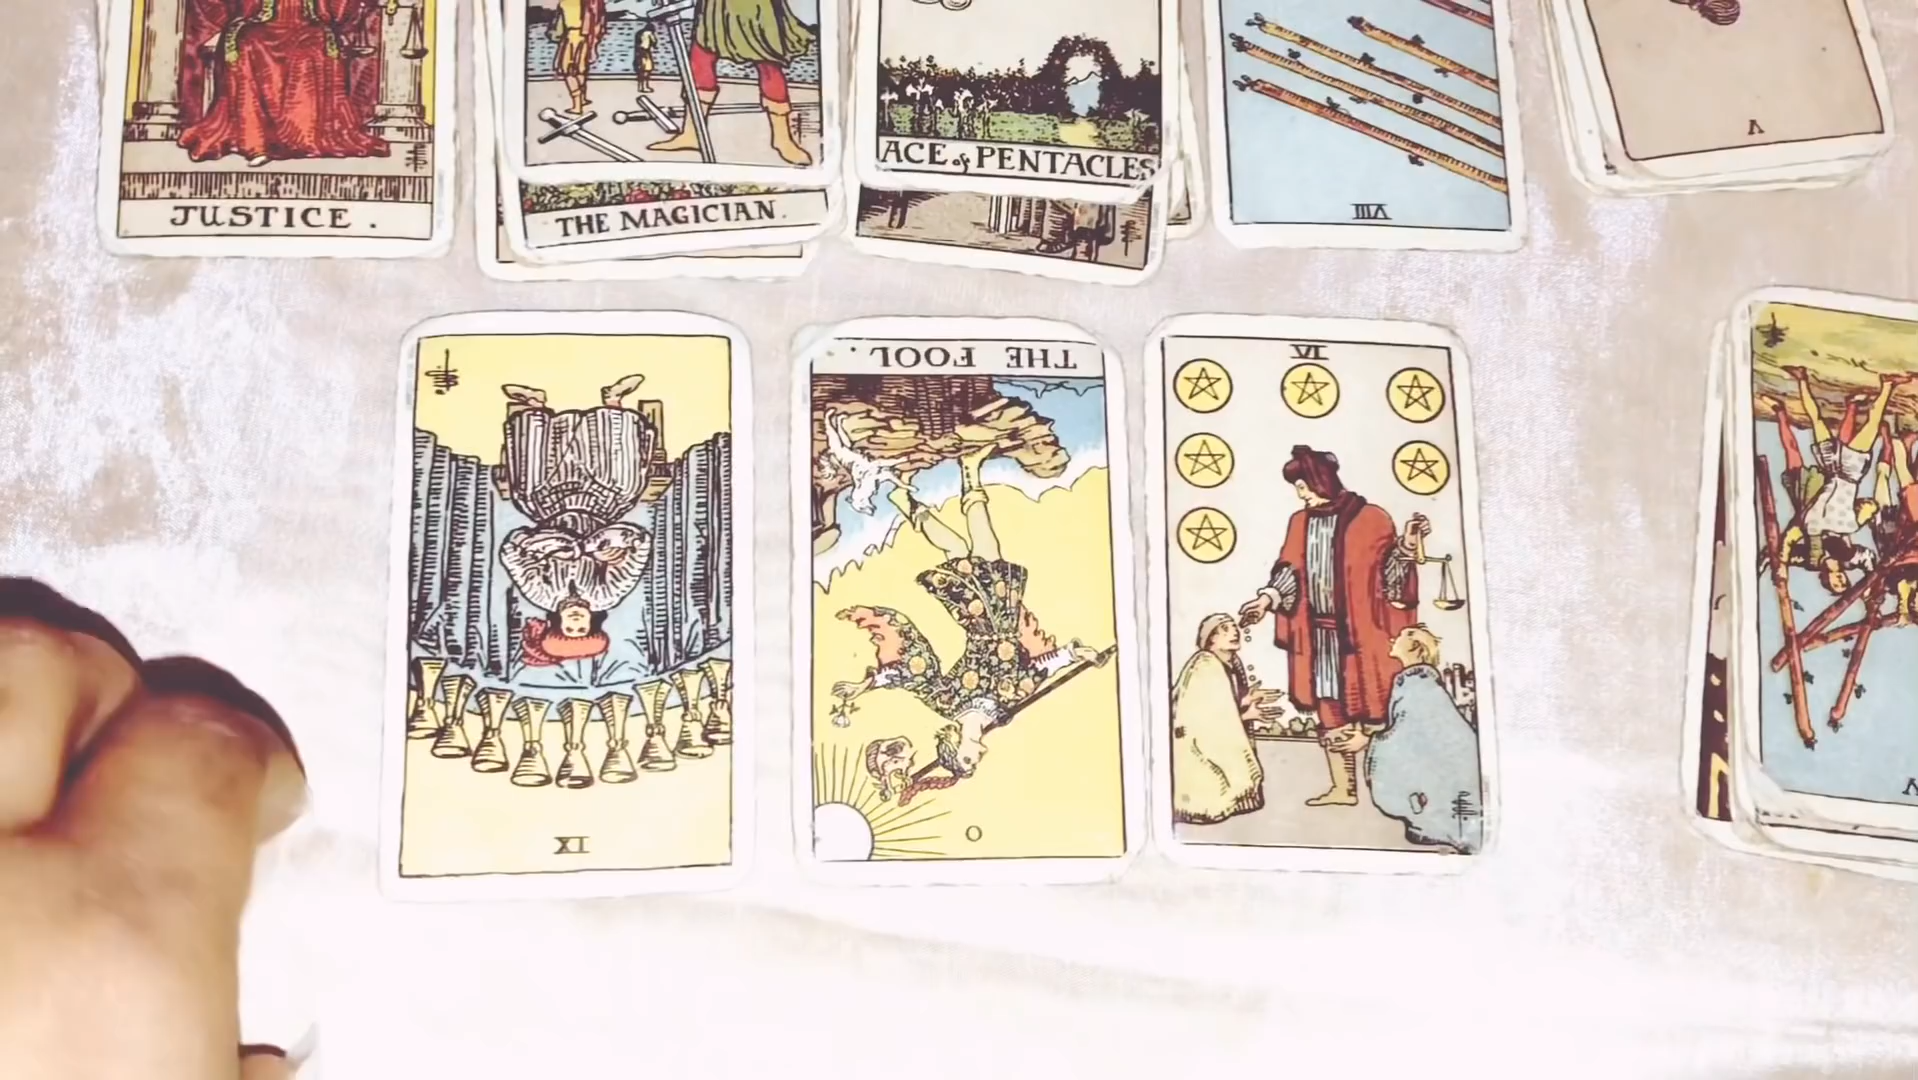 JUSTICE.
THE MAGICIAN.
ACE of PENTACLES
VIII
V
IX
THE FOOL.
0
VI